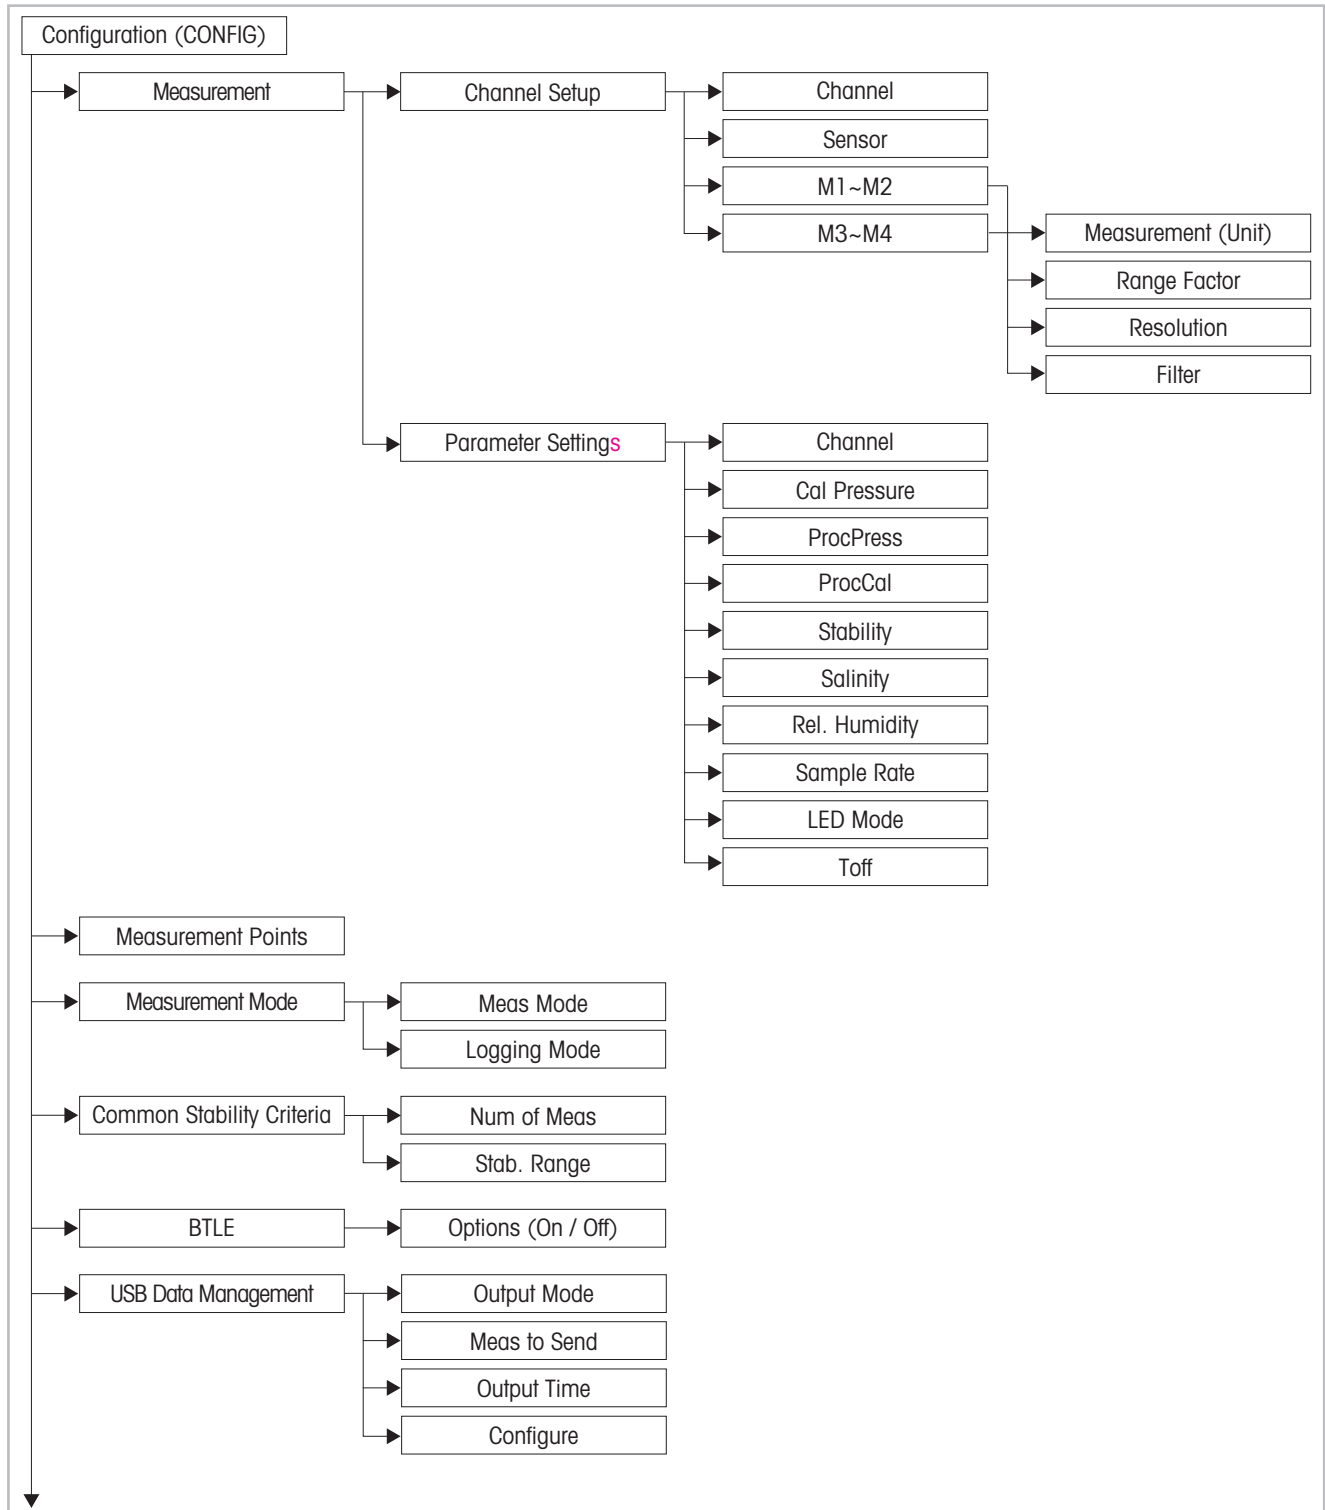 Configuration (CONFIG)
Measurement
Channel Setup
Channel
Sensor
M1~M2
M3~M4
Measurement (Unit)
Range Factor
Resolution
Filter
Parameter Settings
Channel
Cal Pressure
ProcPress
ProcCal
Stability
Salinity
Rel. Humidity
Sample Rate
LED Mode
Toff
Measurement Points
Measurement Mode
Meas Mode
Logging Mode
Common Stability Criteria
Num of Meas
Stab. Range
BTLE
Options (On / Off)
USB Data Management
Output Mode
Meas to Send
Output Time
Configure